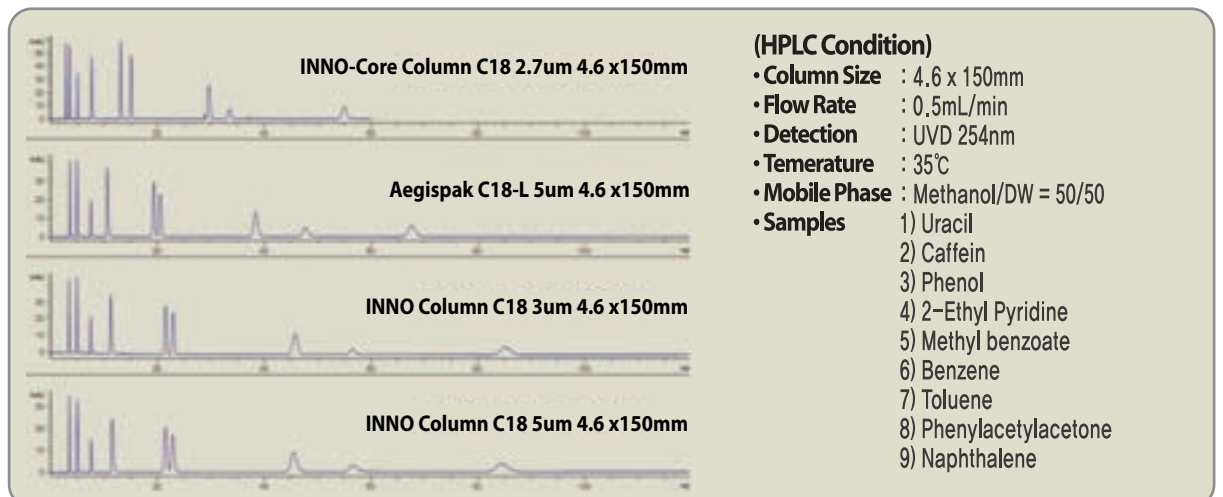 INNO-Core Column C18 2.7um 4.6 x150mm
Aegispak C18-L 5um 4.6 x150mm
INNO Column C18 3um 4.6 x150mm
INNO Column C18 5um 4.6 x150mm
(HPLC Condition)
• Column Size : 4.6 x 150mm
• Flow Rate : 0.5mL/min
• Detection : UVD 254nm
• Temerature : 35℃
• Mobile Phase : Methanol/DW = 50/50
• Samples 1) Uracil
2) Caffein
3) Phenol
4) 2-Ethyl Pyridine
5) Methyl benzoate
6) Benzene
7) Toluene
8) Phenylacetylacetone
9) Naphthalene